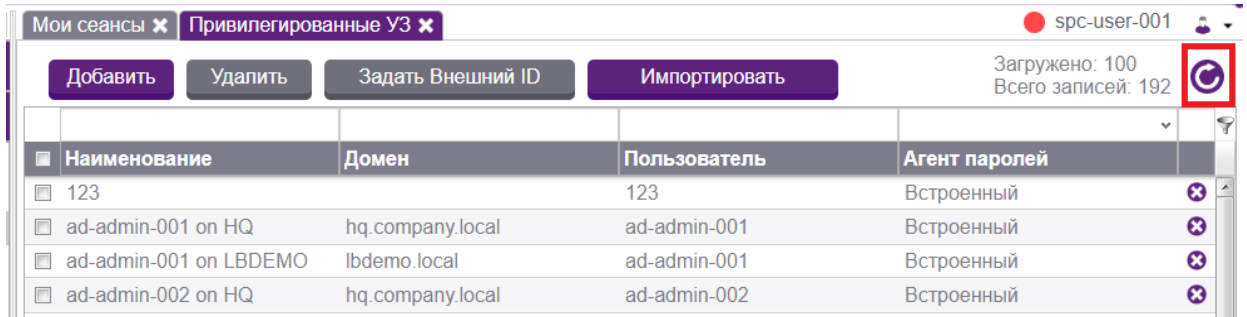 Мои сеансы Привилегированные УЗ spc-user-001
Добавить Удалить Задать Внешний ID Импортировать Загружено: 100
Всего записей: 192
Наименование Домен Пользователь Агент паролей
123 123 Встроенный
ad-admin-001 on HQ hq.company.local ad-admin-001 Встроенный
ad-admin-001 on LBDEMO lbdemo.local ad-admin-001 Встроенный
ad-admin-002 on HQ hq.company.local ad-admin-002 Встроенный